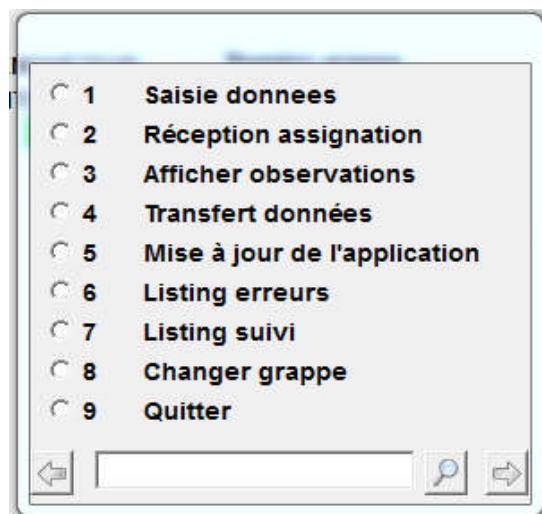 1 Saisie donnees
2 Réception assignation
3 Afficher observations
4 Transfert données
5 Mise à jour de l'application
6 Listing erreurs
7 Listing suivi
8 Changer grappe
9 Quitter